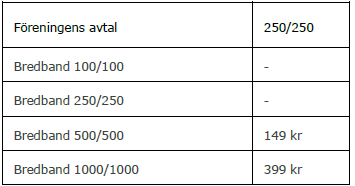 Föreningens avtal 250/250
Bredband 100/100 -
Bredband 250/250 -
Bredband 500/500 149 kr
Bredband 1000/1000 399 kr